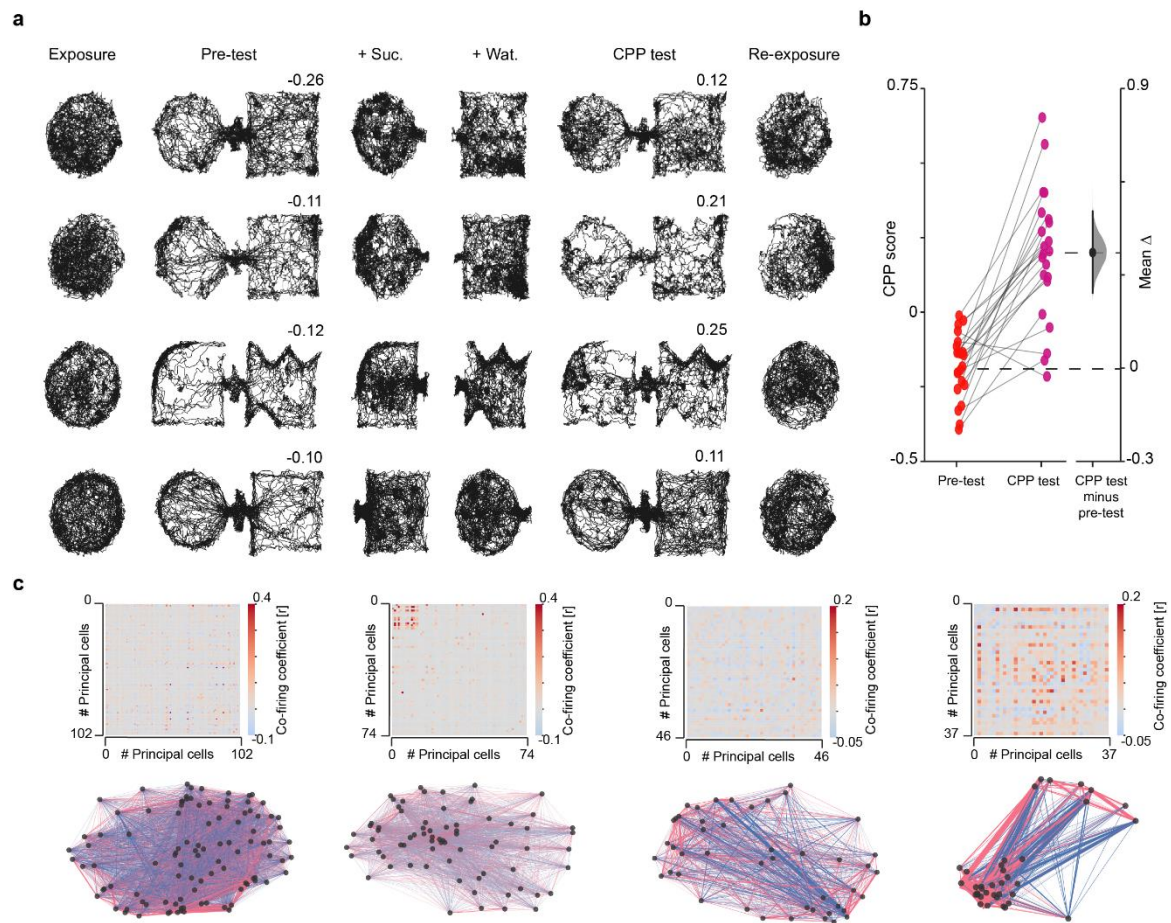 a
b
Exposure
Pre-test
+ Suc.
+ Wat.
CPP test
Re-exposure
-0.26
0.12
-0.11
0.21
-0.12
0.25
-0.10
0.11
0.75
0
-0.5
CPP score
Pre-test
CPP test
0.9
0
-0.3
Mean Δ
CPP test
minus
pre-test
c
0
102
# Principal cells
0
102
# Principal cells
0.4
-0.1
Co-firing coefficient [r]
0
74
# Principal cells
0
74
# Principal cells
0.4
-0.1
Co-firing coefficient [r]
0
46
# Principal cells
0
46
# Principal cells
0.2
-0.05
Co-firing coefficient [r]
0
37
# Principal cells
0
37
# Principal cells
0.2
-0.05
Co-firing coefficient [r]